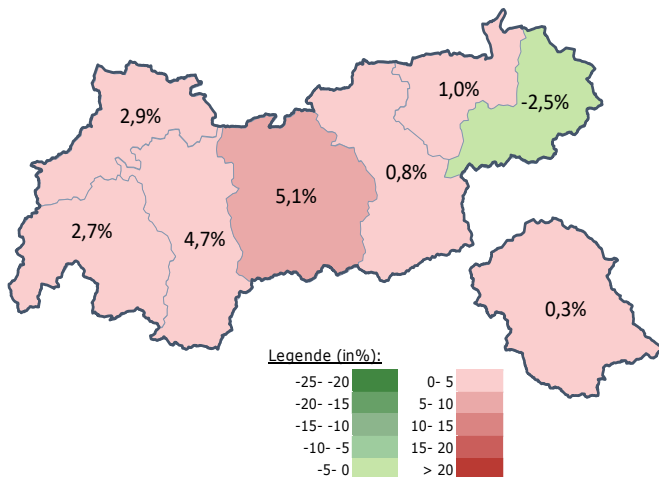 1,0%
-2,5%
2,9%
0,8%
5,1%
2,7%
4,7%
0,3%
Legende (in%):
-25- -20 0- 5
-20- -15 5- 10
-15- -10 10- 15
-10- -5 15- 20
-5- 0 > 20